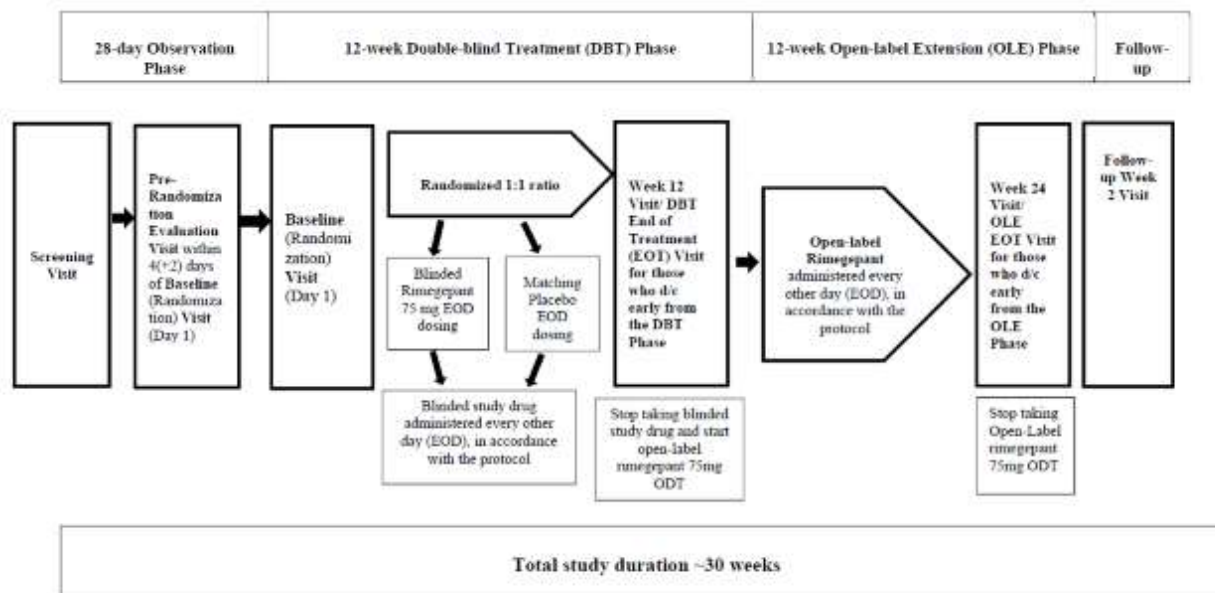 28-day Observation
Phase
12-week Double-blind Treatment (DBT) Phase
12-week Open-label Extension (OLE) Phase
Follow-
up
Screening
Visit
Pre-
Randomiza
tion
Evaluation
Visit within
4(+2) days
of Baseline
(Randomiza
tion) Visit
(Day 1)
Baseline
(Randomi
zation)
Visit
(Day 1)
Randomized 1:1 ratio
Blinded
Rimegepant
75 mg EOD
dosing
Matching
Placebo
EOD
dosing
Blinded study drug
administered every other
day (EOD), in accordance
with the protocol
Week 12
Visit/ DBT
End of
Treatment
(EOT) Visit
for those
who d/c
early from
the DBT
Phase
Stop taking blinded
study drug and start
open-label
rimegepant 75mg
ODT
Open-label
Rimegepant
administered every
other day (EOD), in
accordance with the
protocol
Week 24
Visit/
OLE
EOT Visit
for those
who d/c
early
from the
OLE
Phase
Stop taking
Open-Label
rimegepant
75mg ODT
Follow-
up Week
2 Visit
Total study duration ~30 weeks